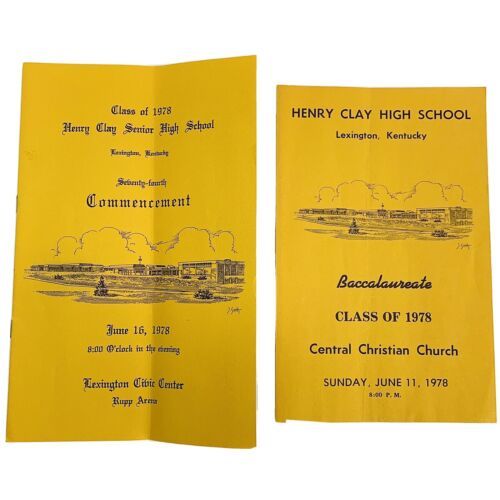 Class of 1978
Henry Clay Senior High School
Lexington, Kentucky
Seventy-fourth
Commencement
June 16, 1978
8:00 O'clock in the evening
Lexington Civic Center
Rupp Arena
HENRY CLAY HIGH SCHOOL
Lexington, Kentucky
Baccalaureate
CLASS OF 1978
Central Christian Church
SUNDAY, JUNE 11, 1978
8:00 P. M.